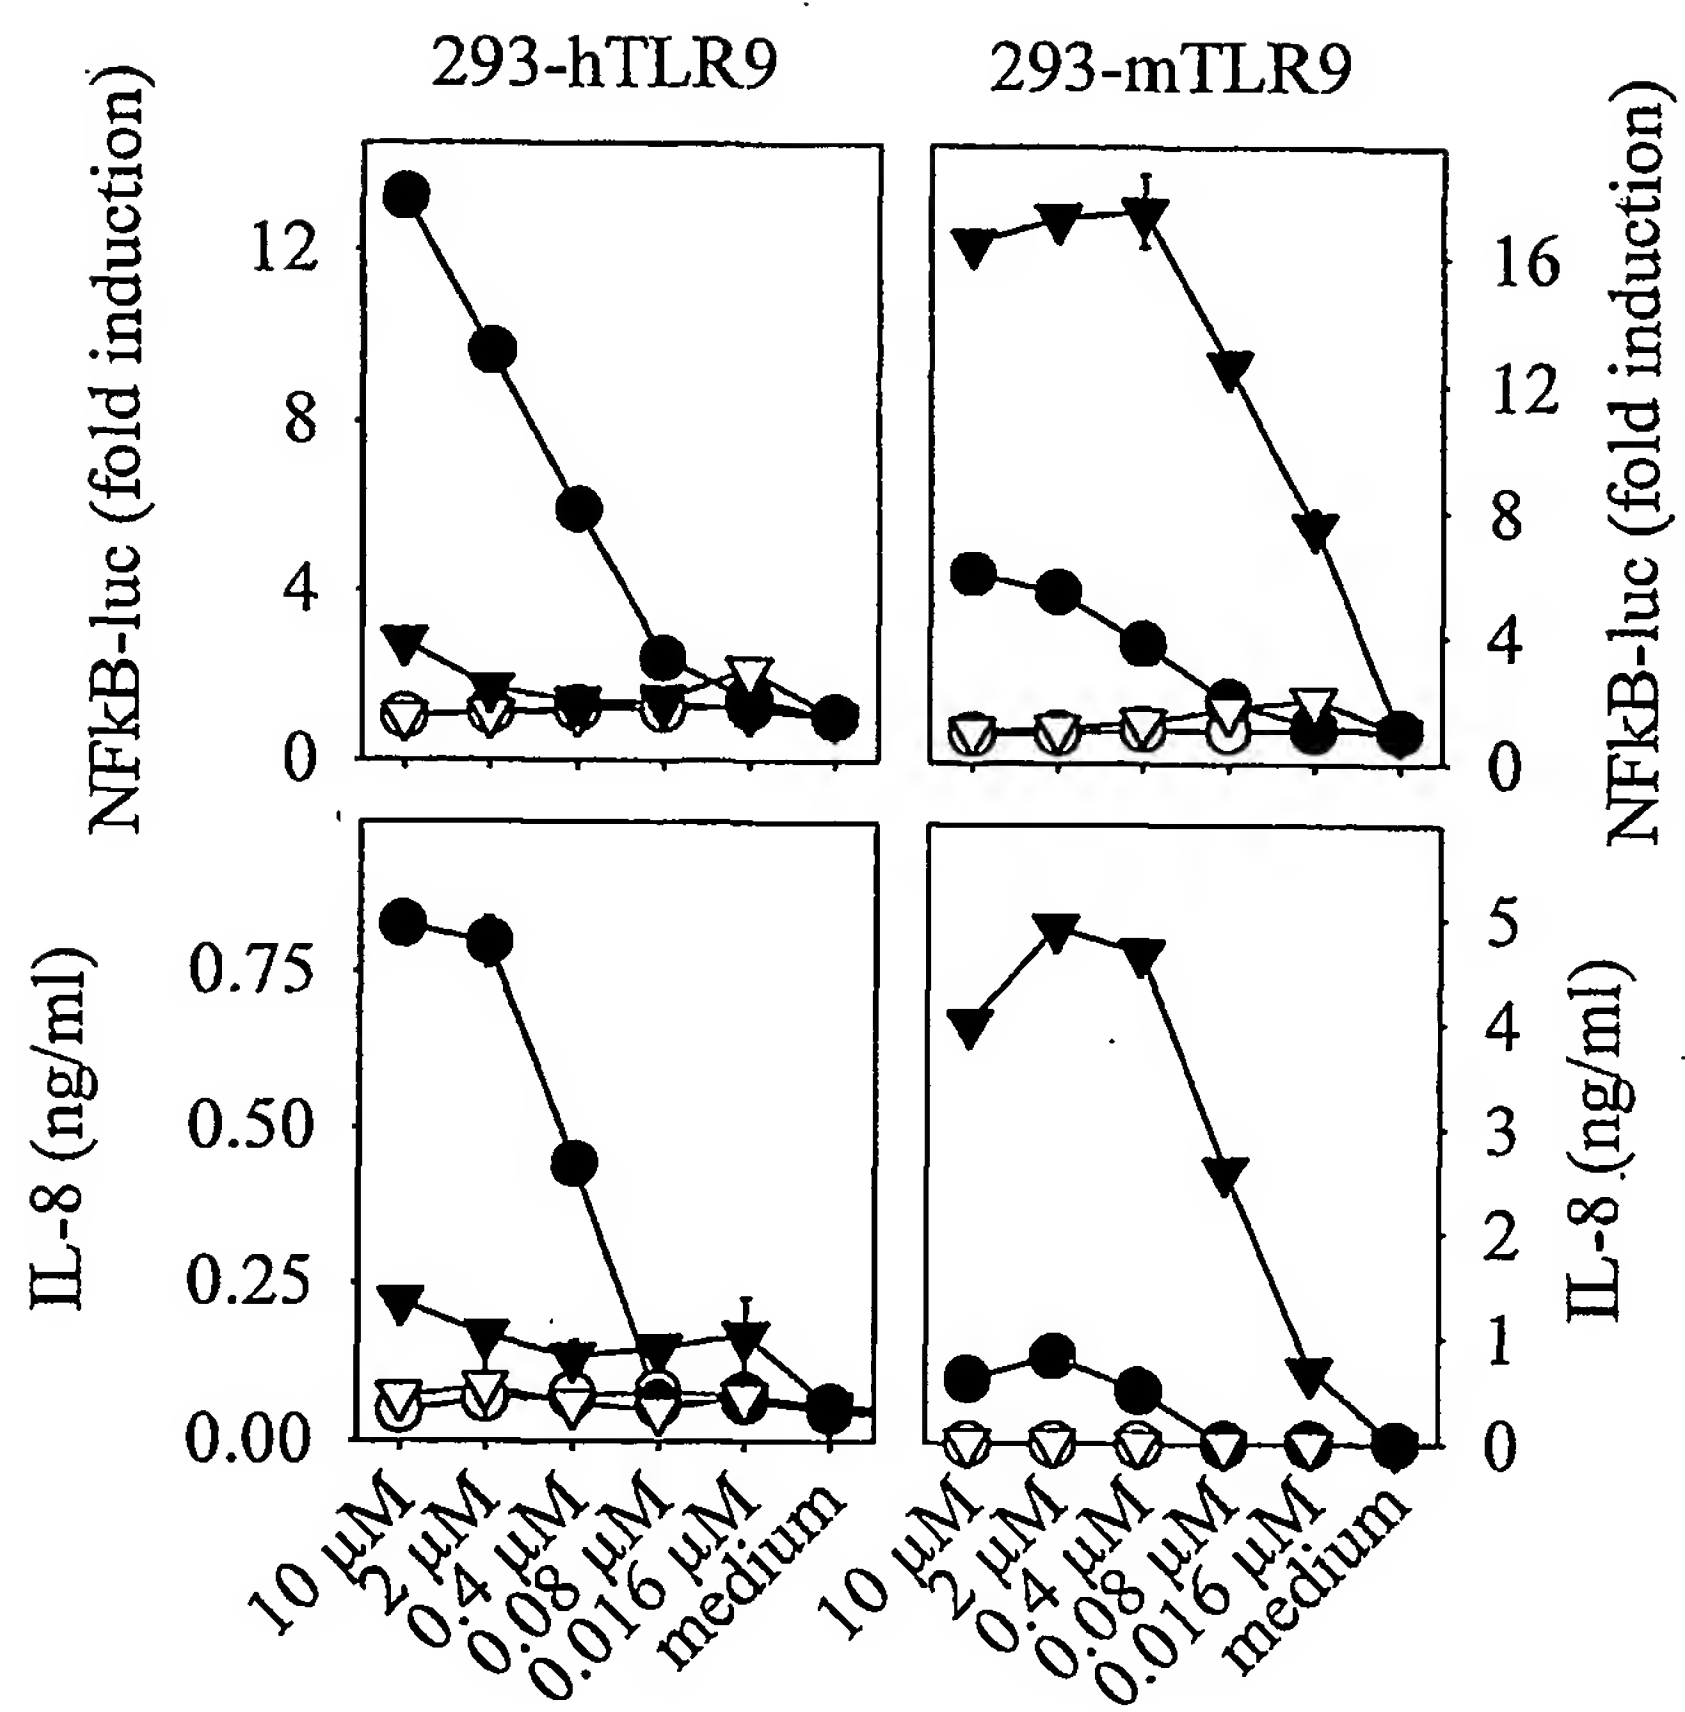 293-hTLR9
293-mTLR9
NFkB-luc (fold induction)
12
8
4
0
16
12
8
4
0
NFkB-luc (fold induction)
IL-8 (ng/ml)
0.75
0.50
0.25
0.00
5
4
3
2
1
0
IL-8 (ng/ml)
10 µM
2 µM
0.4 µM
0.08 µM
0.016 µM
medium
10 µM
2 µM
0.4 µM
0.08 µM
0.016 µM
medium